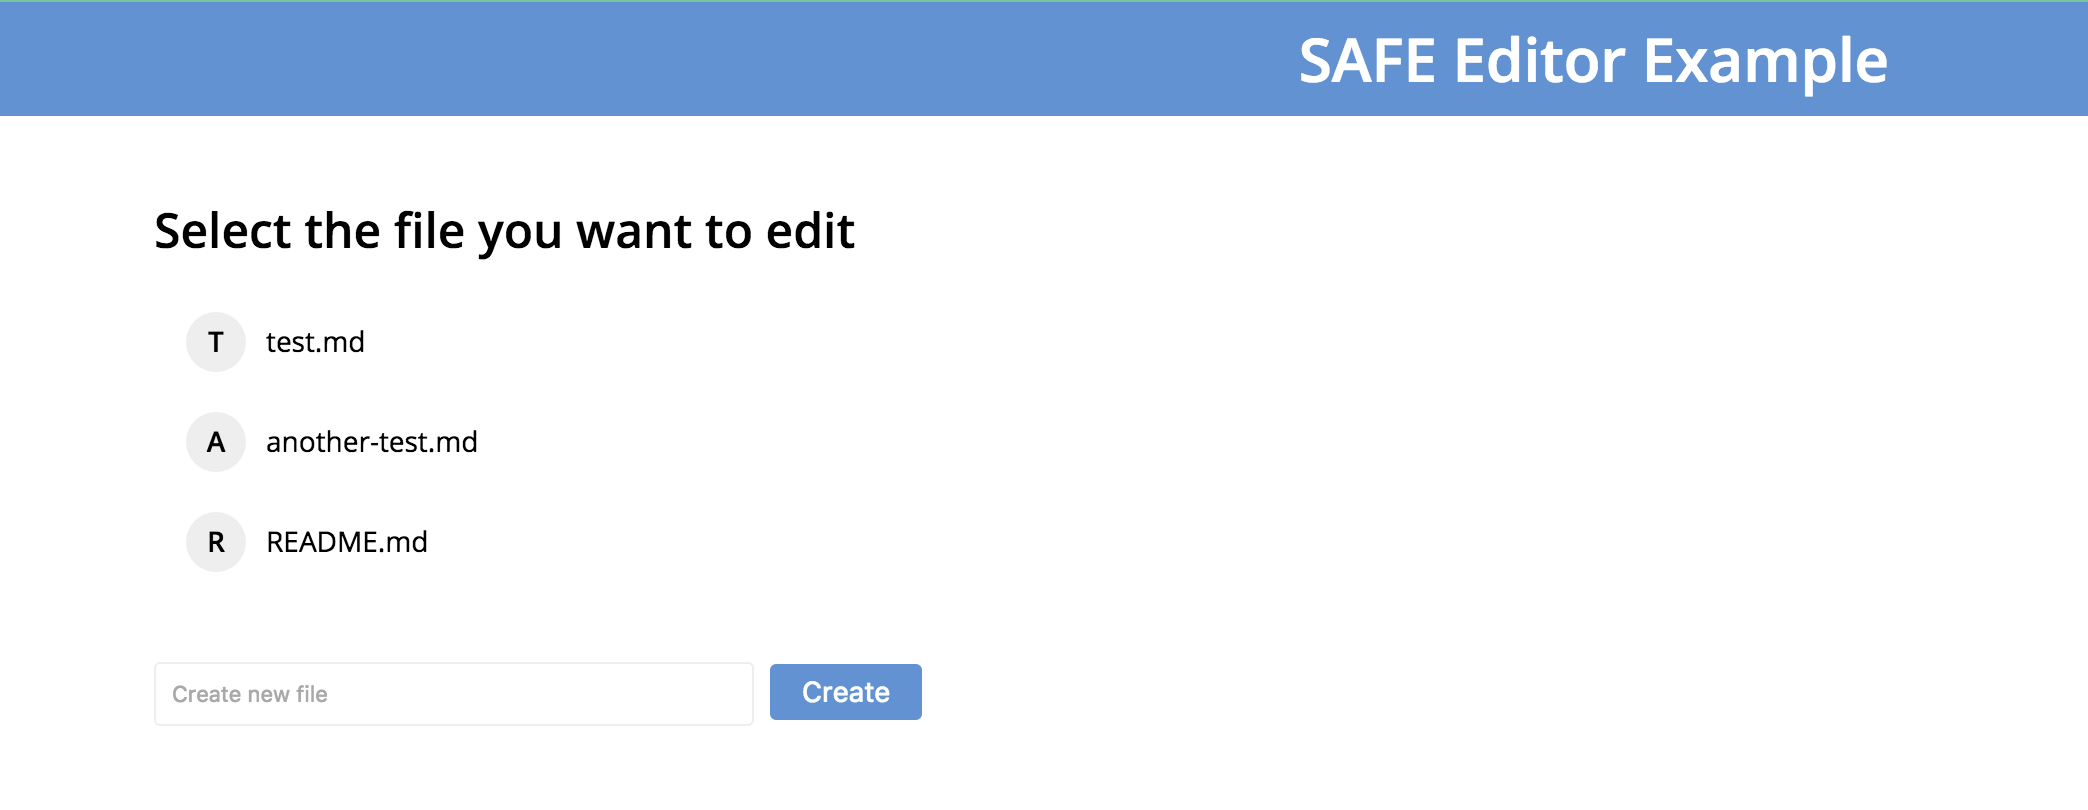 SAFE Editor Example
Select the file you want to edit
T test.md
A another-test.md
R README.md
Create new file Create